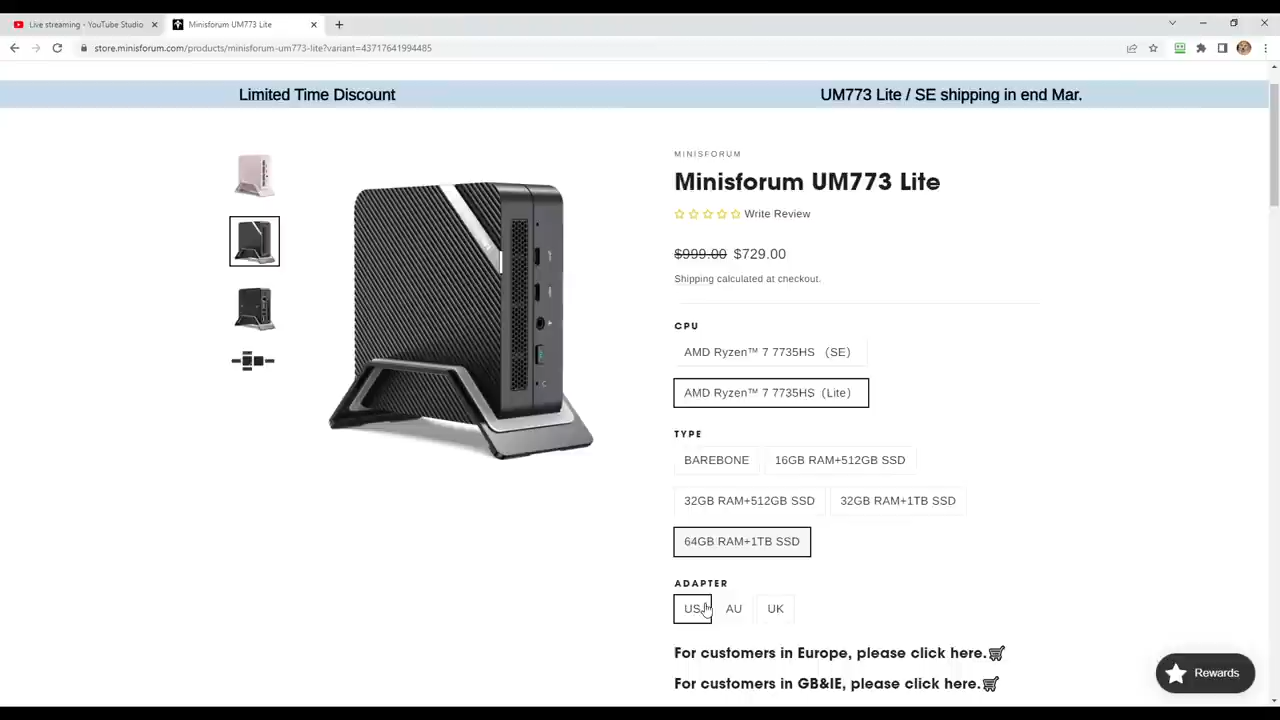 Live streaming - YouTube Studio
Minisforum UM773 Lite
store.minisforum.com/products/minisforum-um773-lite?variant=43717641994485
Limited Time Discount
UM773 Lite / SE shipping in end Mar.
MINISFORUM
Minisforum UM773 Lite
Write Review
$999.00 $729.00
Shipping calculated at checkout.
CPU
AMD Ryzen™ 7 7735HS （SE）
AMD Ryzen™ 7 7735HS（Lite）
TYPE
BAREBONE 16GB RAM+512GB SSD
32GB RAM+512GB SSD 32GB RAM+1TB SSD
64GB RAM+1TB SSD
ADAPTER
US AU UK
For customers in Europe, please click here.🛒
For customers in GB&IE, please click here.🛒
Rewards